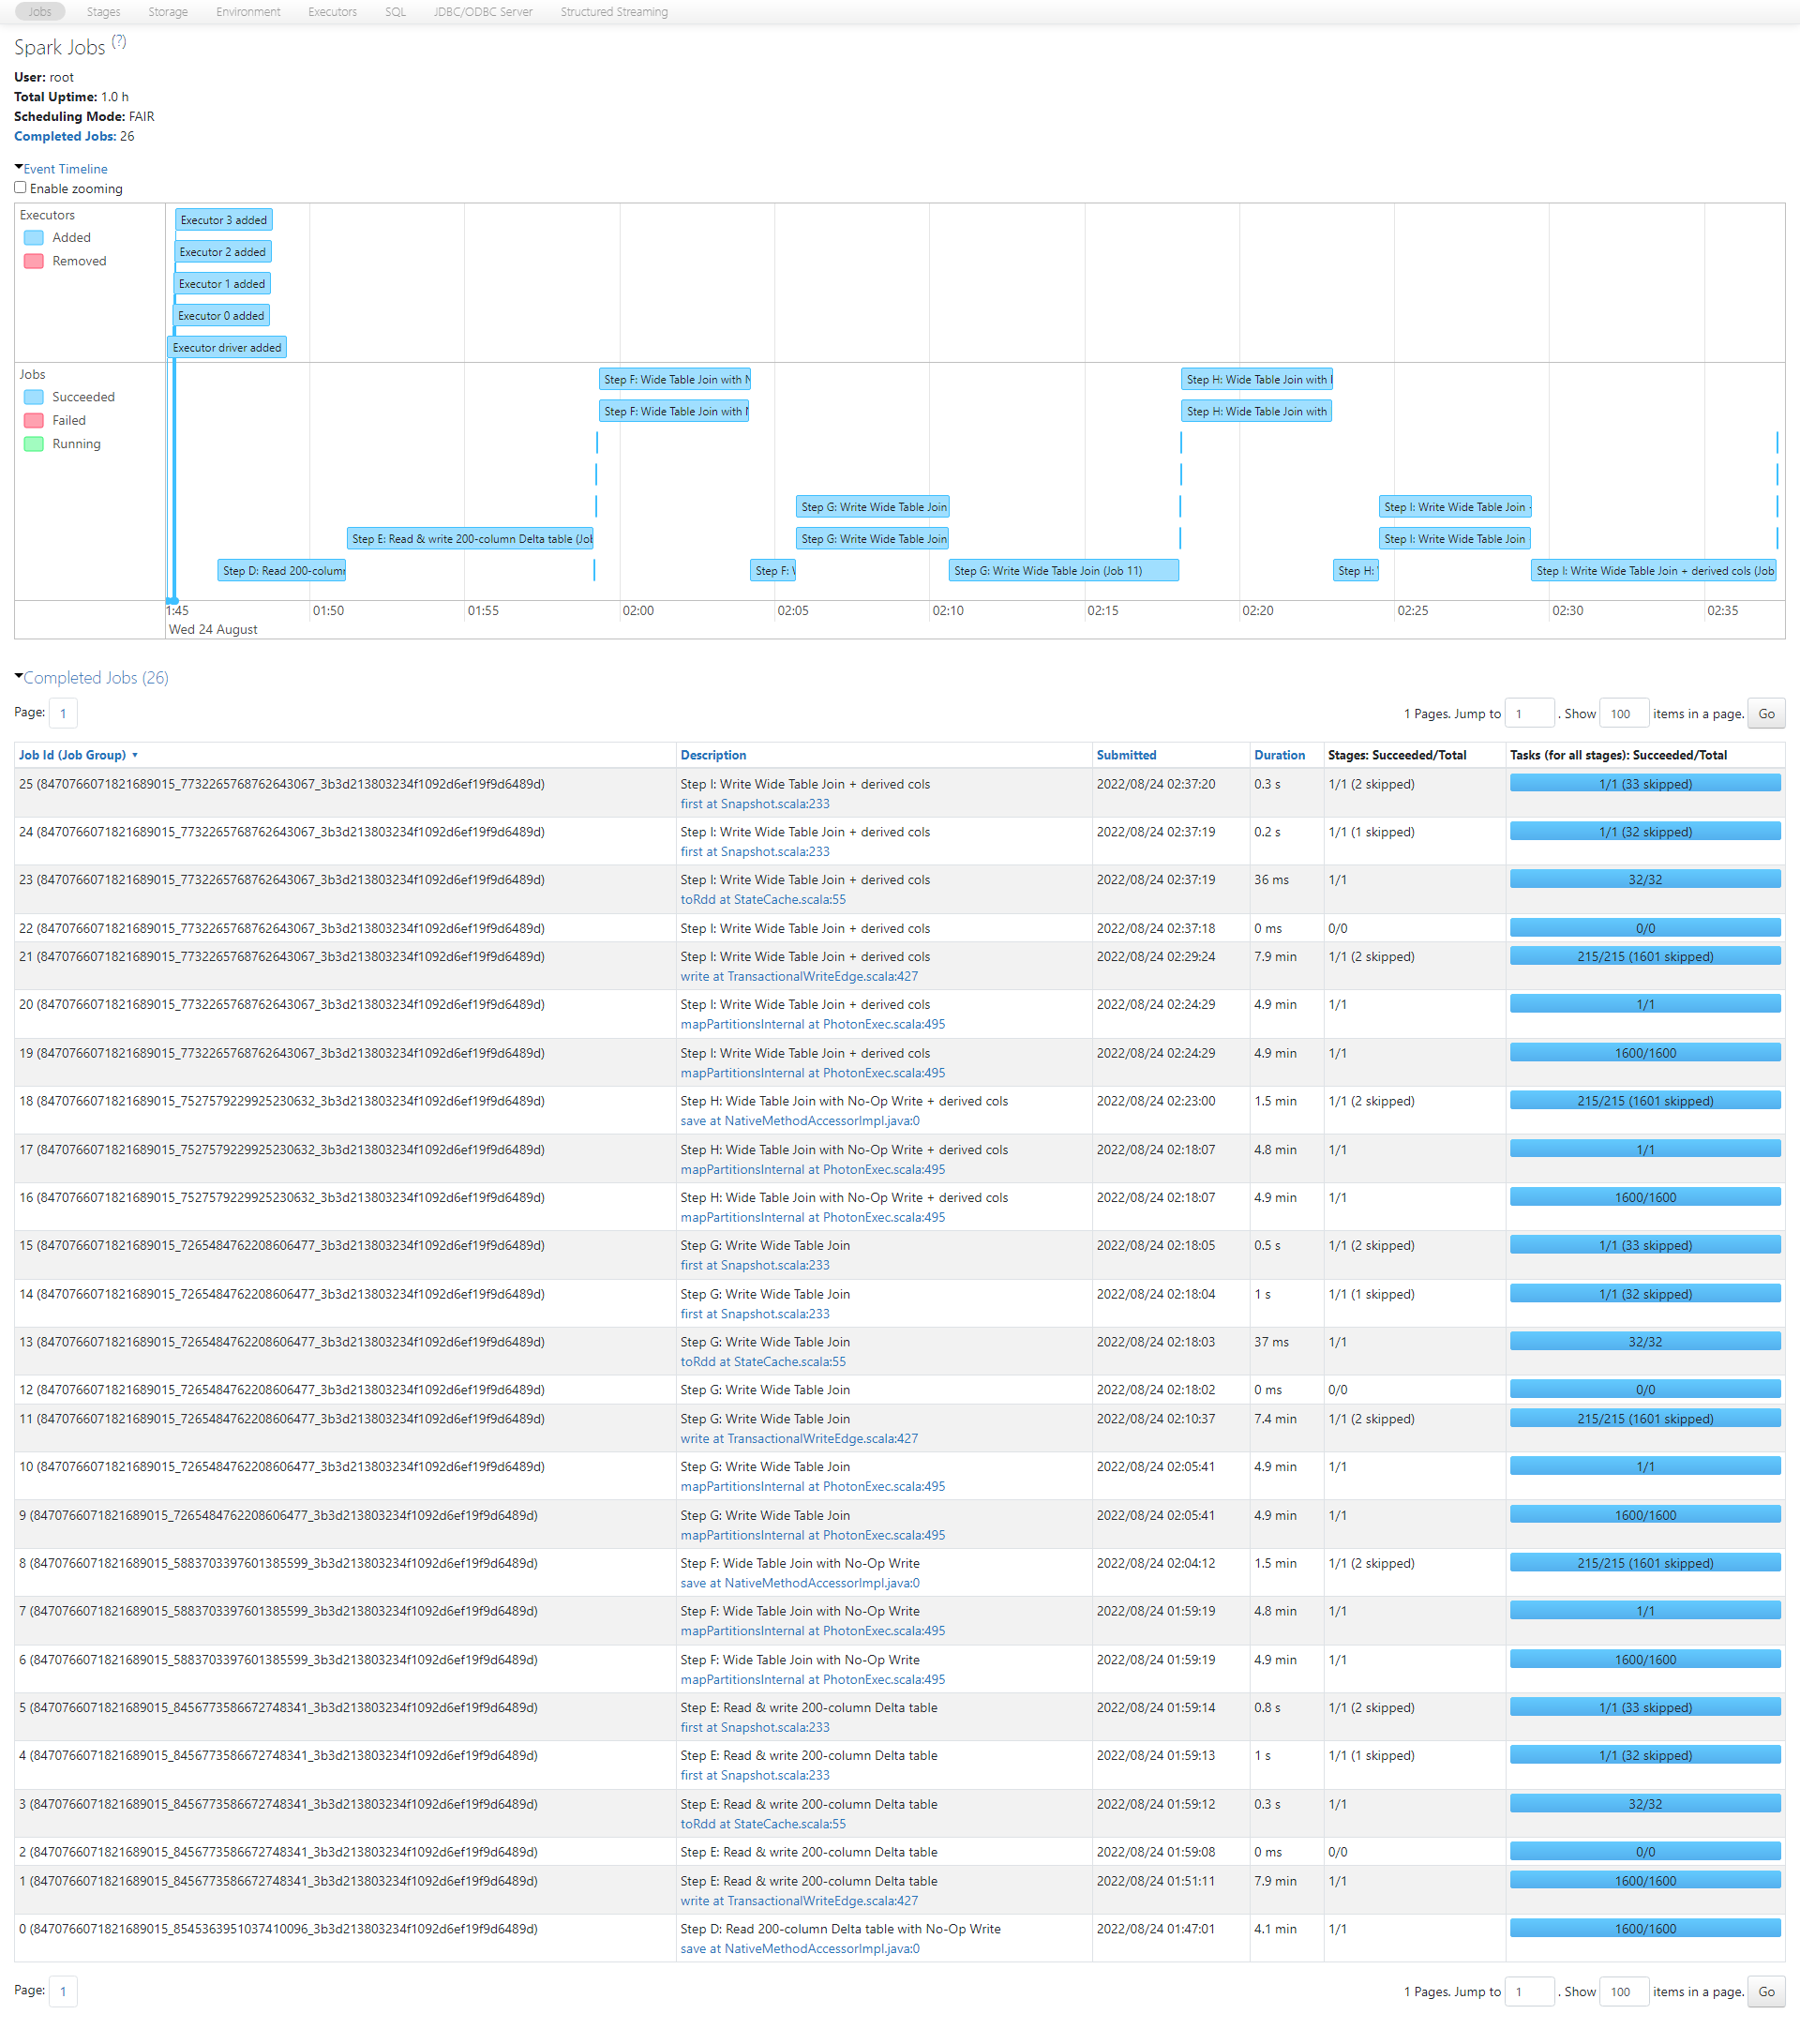 Jobs Stages Storage Environment Executors SQL JDBC/ODBC Server Structured Streaming
Spark Jobs (?)
User: root
Total Uptime: 1.0 h
Scheduling Mode: FAIR
Completed Jobs: 26
Event Timeline
Enable zooming
Executors
Added
Removed
Executor 3 added
Executor 2 added
Executor 1 added
Executor 0 added
Executor driver added
Jobs
Succeeded
Failed
Running
Step F: Wide Table Join with N Step H: Wide Table Join with
Step F: Wide Table Join with Step H: Wide Table Join with
Step G: Write Wide Table Join Step I: Write Wide Table Join
Step E: Read & write 200-column Delta table (Jo Step G: Write Wide Table Join Step I: Write Wide Table Join
Step D: Read 200-colum Step F: Step G: Write Wide Table Join (Job 11) Step H: Step I: Write Wide Table Join + derived cols (Job
1:45 01:50 01:55 02:00 02:05 02:10 02:15 02:20 02:25 02:30 02:35
Wed 24 August
Completed Jobs (26)
Page: 1 1 Pages. Jump to 1 . Show 100 items in a page. Go
Job Id (Job Group) ▾ Description Submitted Duration Stages: Succeeded/Total Tasks (for all stages): Succeeded/Total
25 (8470766071821689015_7732265768762643067_3b3d213803234f1092d6ef19f9d6489d) Step I: Write Wide Table Join + derived cols 2022/08/24 02:37:20 0.3 s 1/1 (2 skipped) 1/1 (33 skipped)
first at Snapshot.scala:233
24 (8470766071821689015_7732265768762643067_3b3d213803234f1092d6ef19f9d6489d) Step I: Write Wide Table Join + derived cols 2022/08/24 02:37:19 0.2 s 1/1 (1 skipped) 1/1 (32 skipped)
first at Snapshot.scala:233
23 (8470766071821689015_7732265768762643067_3b3d213803234f1092d6ef19f9d6489d) Step I: Write Wide Table Join + derived cols 2022/08/24 02:37:19 36 ms 1/1 32/32
toRdd at StateCache.scala:55
22 (8470766071821689015_7732265768762643067_3b3d213803234f1092d6ef19f9d6489d) Step I: Write Wide Table Join + derived cols 2022/08/24 02:37:18 0 ms 0/0 0/0
21 (8470766071821689015_7732265768762643067_3b3d213803234f1092d6ef19f9d6489d) Step I: Write Wide Table Join + derived cols 2022/08/24 02:29:24 7.9 min 1/1 (2 skipped) 215/215 (1601 skipped)
write at TransactionalWriteEdge.scala:427
20 (8470766071821689015_7732265768762643067_3b3d213803234f1092d6ef19f9d6489d) Step I: Write Wide Table Join + derived cols 2022/08/24 02:24:29 4.9 min 1/1 1/1
mapPartitionsInternal at PhotonExec.scala:495
19 (8470766071821689015_7732265768762643067_3b3d213803234f1092d6ef19f9d6489d) Step I: Write Wide Table Join + derived cols 2022/08/24 02:24:29 4.9 min 1/1 1600/1600
mapPartitionsInternal at PhotonExec.scala:495
18 (8470766071821689015_7527579229925230632_3b3d213803234f1092d6ef19f9d6489d) Step H: Wide Table Join with No-Op Write + derived cols 2022/08/24 02:23:00 1.5 min 1/1 (2 skipped) 215/215 (1601 skipped)
save at NativeMethodAccessorImpl.java:0
17 (8470766071821689015_7527579229925230632_3b3d213803234f1092d6ef19f9d6489d) Step H: Wide Table Join with No-Op Write + derived cols 2022/08/24 02:18:07 4.8 min 1/1 1/1
mapPartitionsInternal at PhotonExec.scala:495
16 (8470766071821689015_7527579229925230632_3b3d213803234f1092d6ef19f9d6489d) Step H: Wide Table Join with No-Op Write + derived cols 2022/08/24 02:18:07 4.9 min 1/1 1600/1600
mapPartitionsInternal at PhotonExec.scala:495
15 (8470766071821689015_7265484762208606477_3b3d213803234f1092d6ef19f9d6489d) Step G: Write Wide Table Join 2022/08/24 02:18:05 0.5 s 1/1 (2 skipped) 1/1 (33 skipped)
first at Snapshot.scala:233
14 (8470766071821689015_7265484762208606477_3b3d213803234f1092d6ef19f9d6489d) Step G: Write Wide Table Join 2022/08/24 02:18:04 1 s 1/1 (1 skipped) 1/1 (32 skipped)
first at Snapshot.scala:233
13 (8470766071821689015_7265484762208606477_3b3d213803234f1092d6ef19f9d6489d) Step G: Write Wide Table Join 2022/08/24 02:18:03 37 ms 1/1 32/32
toRdd at StateCache.scala:55
12 (8470766071821689015_7265484762208606477_3b3d213803234f1092d6ef19f9d6489d) Step G: Write Wide Table Join 2022/08/24 02:18:02 0 ms 0/0 0/0
11 (8470766071821689015_7265484762208606477_3b3d213803234f1092d6ef19f9d6489d) Step G: Write Wide Table Join 2022/08/24 02:10:37 7.4 min 1/1 (2 skipped) 215/215 (1601 skipped)
write at TransactionalWriteEdge.scala:427
10 (8470766071821689015_7265484762208606477_3b3d213803234f1092d6ef19f9d6489d) Step G: Write Wide Table Join 2022/08/24 02:05:41 4.9 min 1/1 1/1
mapPartitionsInternal at PhotonExec.scala:495
9 (8470766071821689015_7265484762208606477_3b3d213803234f1092d6ef19f9d6489d) Step G: Write Wide Table Join 2022/08/24 02:05:41 4.9 min 1/1 1600/1600
mapPartitionsInternal at PhotonExec.scala:495
8 (8470766071821689015_5883703397601385599_3b3d213803234f1092d6ef19f9d6489d) Step F: Wide Table Join with No-Op Write 2022/08/24 02:04:12 1.5 min 1/1 (2 skipped) 215/215 (1601 skipped)
save at NativeMethodAccessorImpl.java:0
7 (8470766071821689015_5883703397601385599_3b3d213803234f1092d6ef19f9d6489d) Step F: Wide Table Join with No-Op Write 2022/08/24 01:59:19 4.8 min 1/1 1/1
mapPartitionsInternal at PhotonExec.scala:495
6 (8470766071821689015_5883703397601385599_3b3d213803234f1092d6ef19f9d6489d) Step F: Wide Table Join with No-Op Write 2022/08/24 01:59:19 4.9 min 1/1 1600/1600
mapPartitionsInternal at PhotonExec.scala:495
5 (8470766071821689015_8456773586672748341_3b3d213803234f1092d6ef19f9d6489d) Step E: Read & write 200-column Delta table 2022/08/24 01:59:14 0.8 s 1/1 (2 skipped) 1/1 (33 skipped)
first at Snapshot.scala:233
4 (8470766071821689015_8456773586672748341_3b3d213803234f1092d6ef19f9d6489d) Step E: Read & write 200-column Delta table 2022/08/24 01:59:13 1 s 1/1 (1 skipped) 1/1 (32 skipped)
first at Snapshot.scala:233
3 (8470766071821689015_8456773586672748341_3b3d213803234f1092d6ef19f9d6489d) Step E: Read & write 200-column Delta table 2022/08/24 01:59:12 0.3 s 1/1 32/32
toRdd at StateCache.scala:55
2 (8470766071821689015_8456773586672748341_3b3d213803234f1092d6ef19f9d6489d) Step E: Read & write 200-column Delta table 2022/08/24 01:59:08 0 ms 0/0 0/0
1 (8470766071821689015_8456773586672748341_3b3d213803234f1092d6ef19f9d6489d) Step E: Read & write 200-column Delta table 2022/08/24 01:51:11 7.9 min 1/1 1600/1600
write at TransactionalWriteEdge.scala:427
0 (8470766071821689015_8545363951037410096_3b3d213803234f1092d6ef19f9d6489d) Step D: Read 200-column Delta table with No-Op Write 2022/08/24 01:47:01 4.1 min 1/1 1600/1600
save at NativeMethodAccessorImpl.java:0
Page: 1 1 Pages. Jump to 1 . Show 100 items in a page. Go